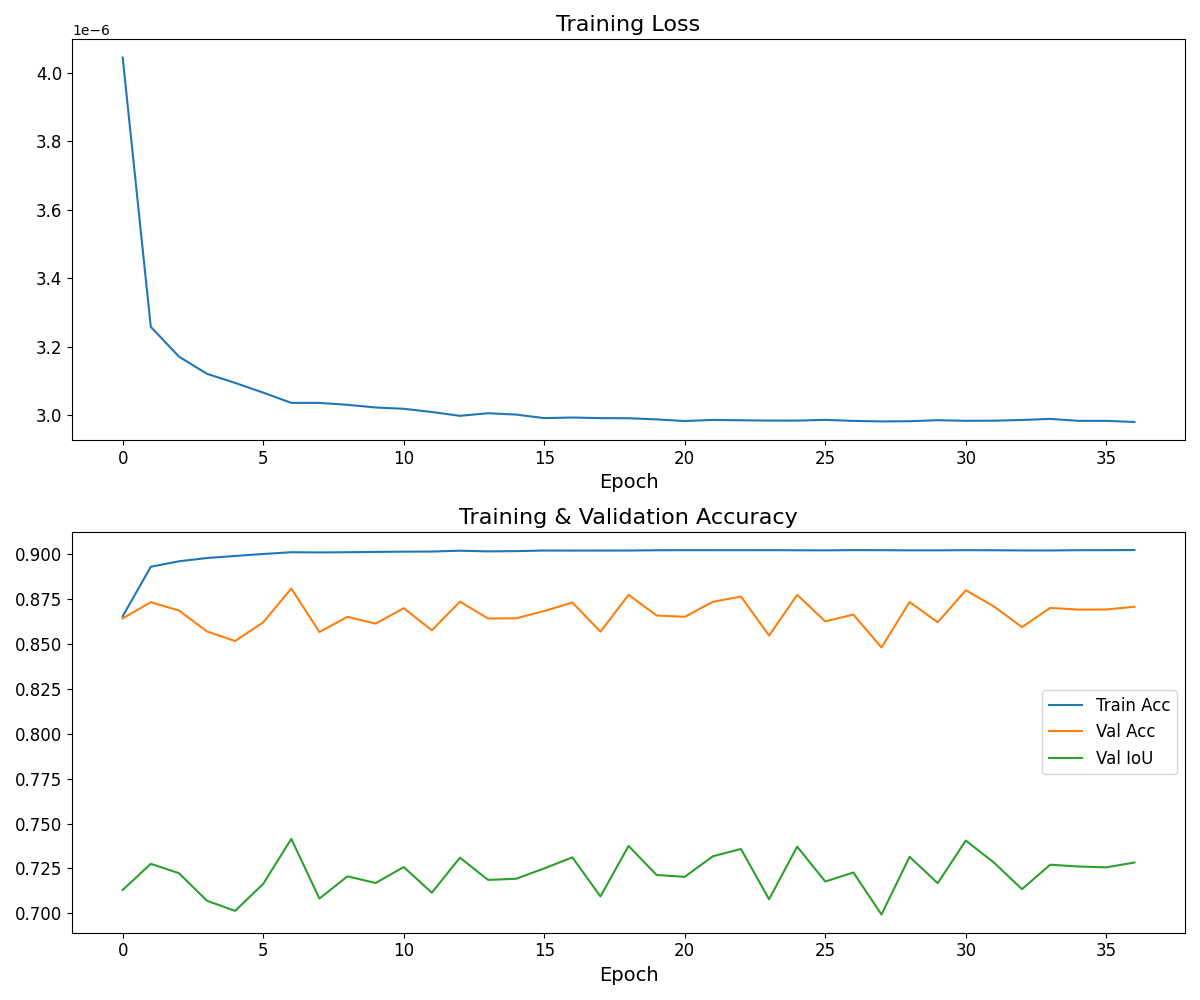 Training Loss
1e−6
4.0
3.8
3.6
3.4
3.2
3.0
0 5 10 15 20 25 30 35
Epoch
Training & Validation Accuracy
0.900
0.875
0.850
0.825
0.800
0.775
0.750
0.725
0.700
Train Acc
Val Acc
Val IoU
0 5 10 15 20 25 30 35
Epoch